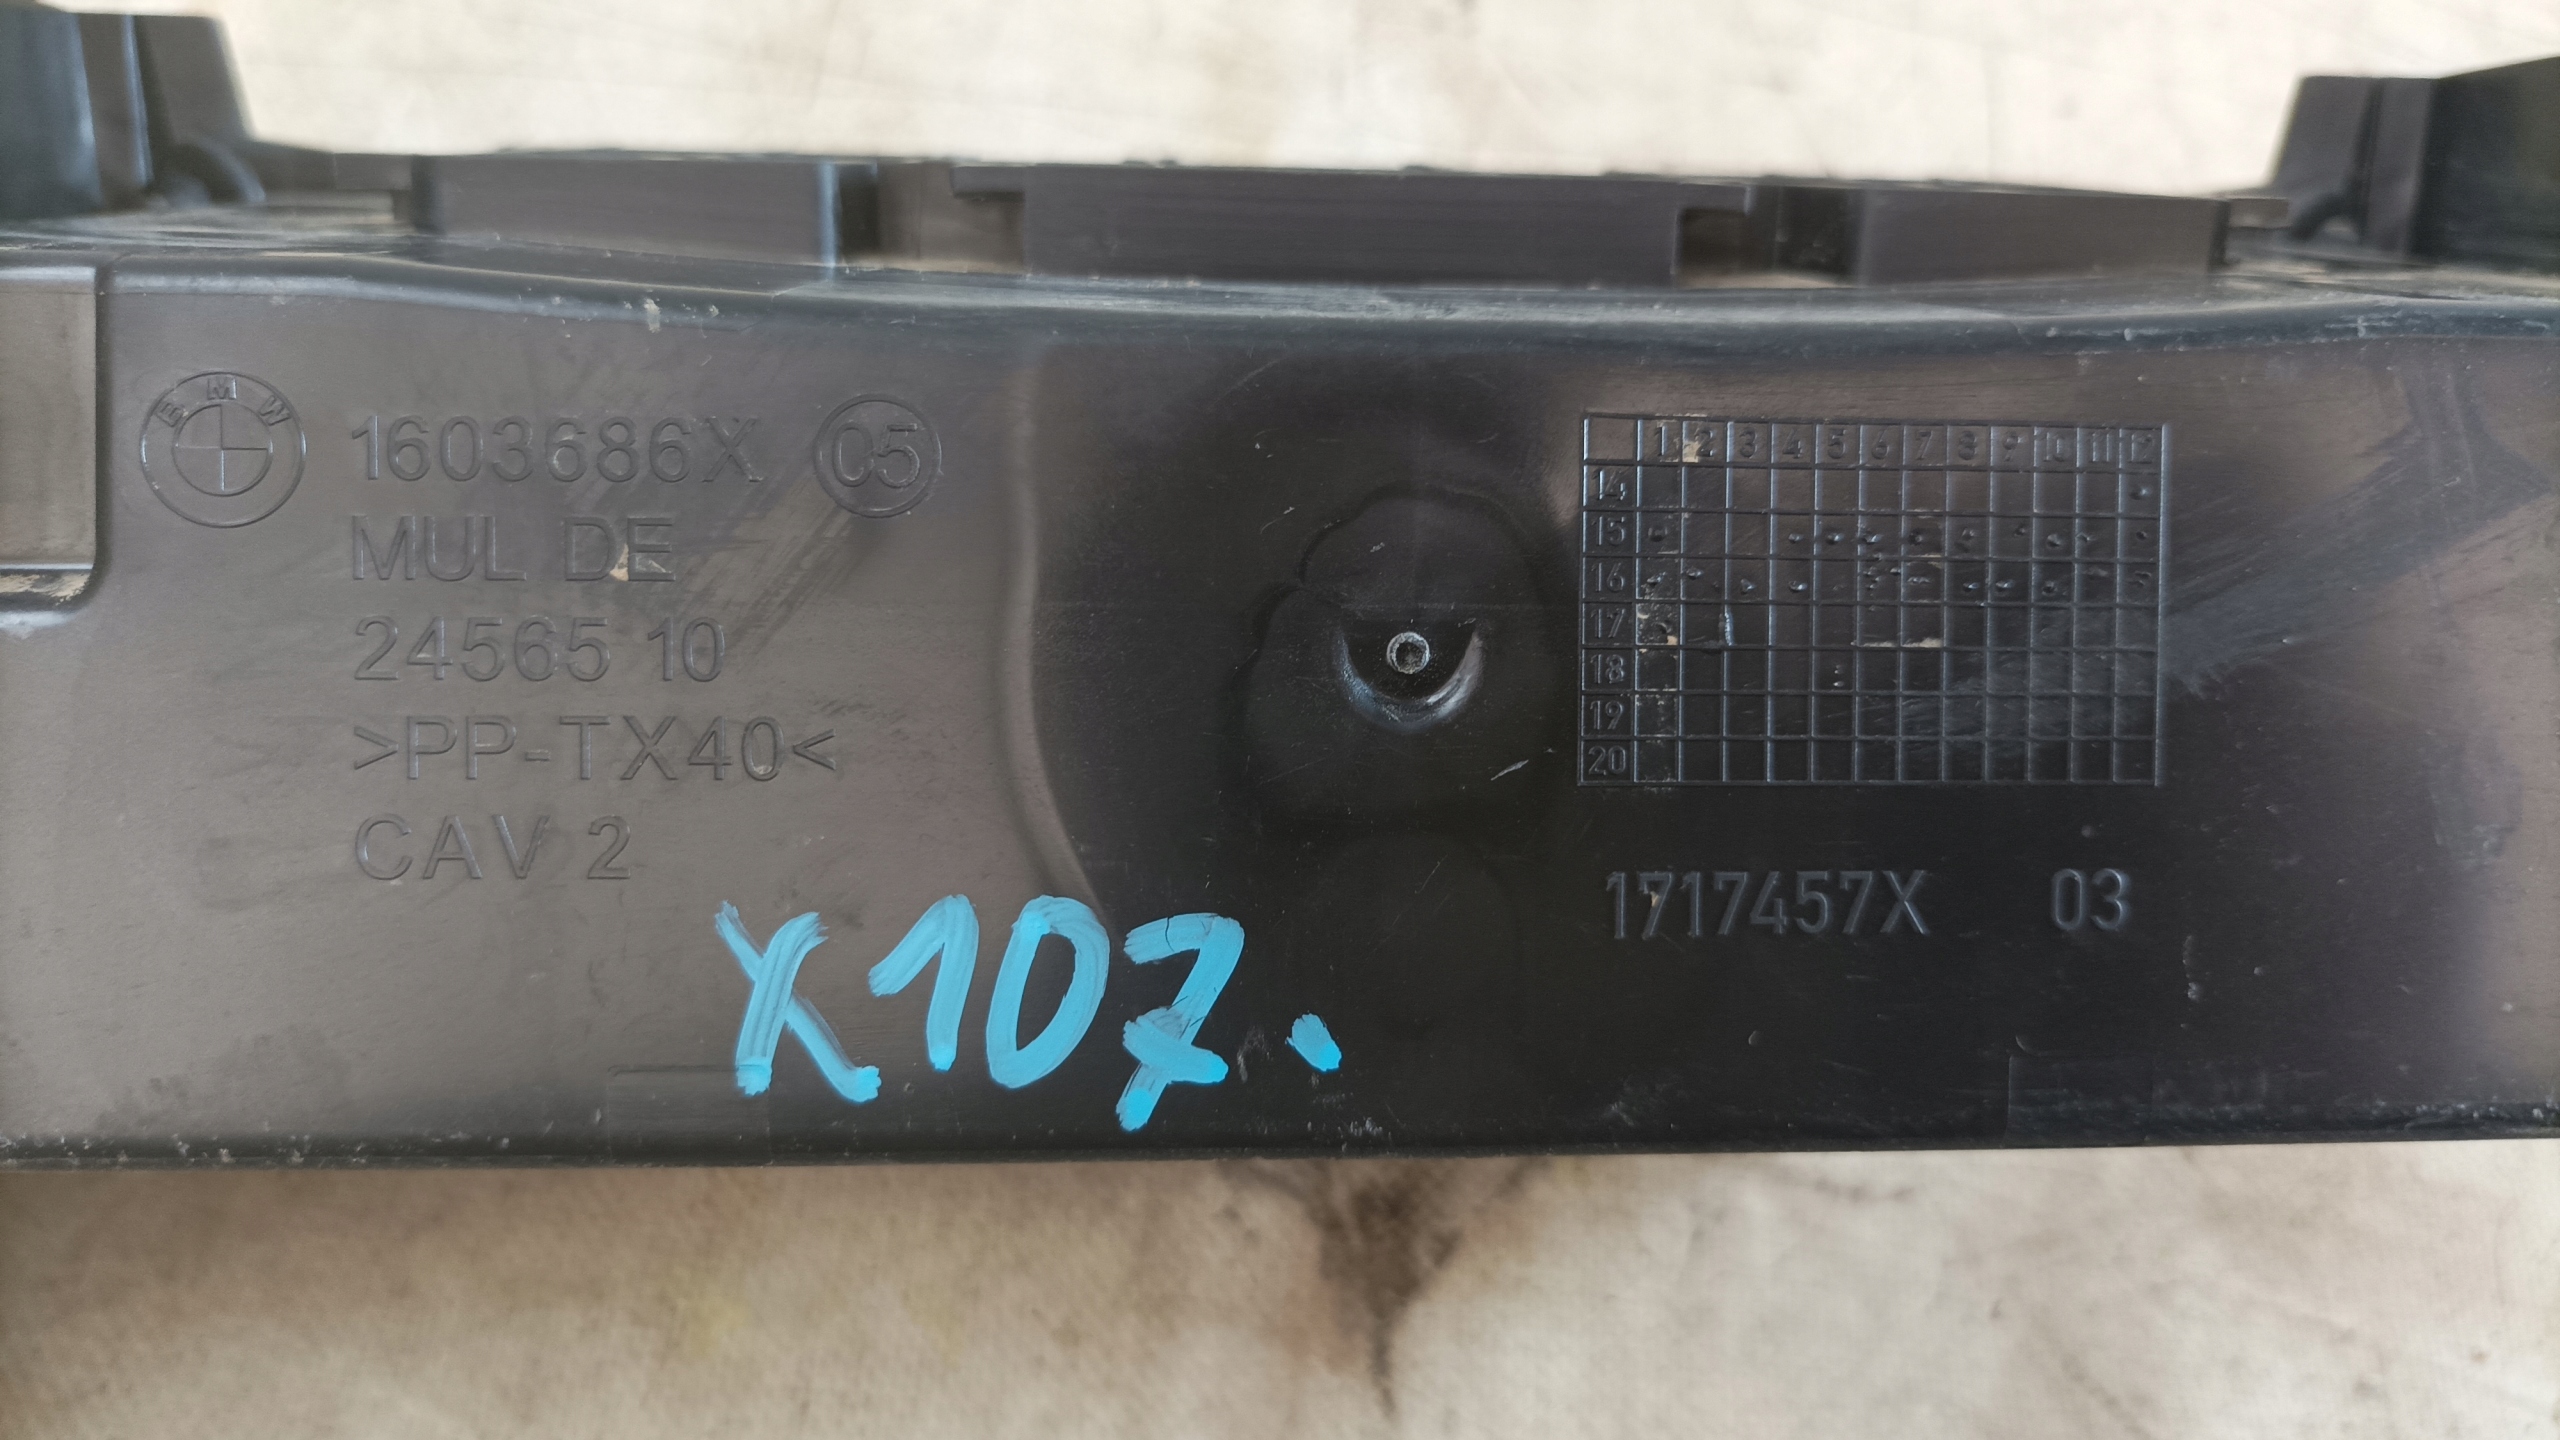 BMW
1603686X 05
MUL DE
24565 10
>PP-TX40<
CAV 2
X107.
1 2 3 4 5 6 7 8 9 10 11 12
14
15
16
17
18
19
20
1717457X 03